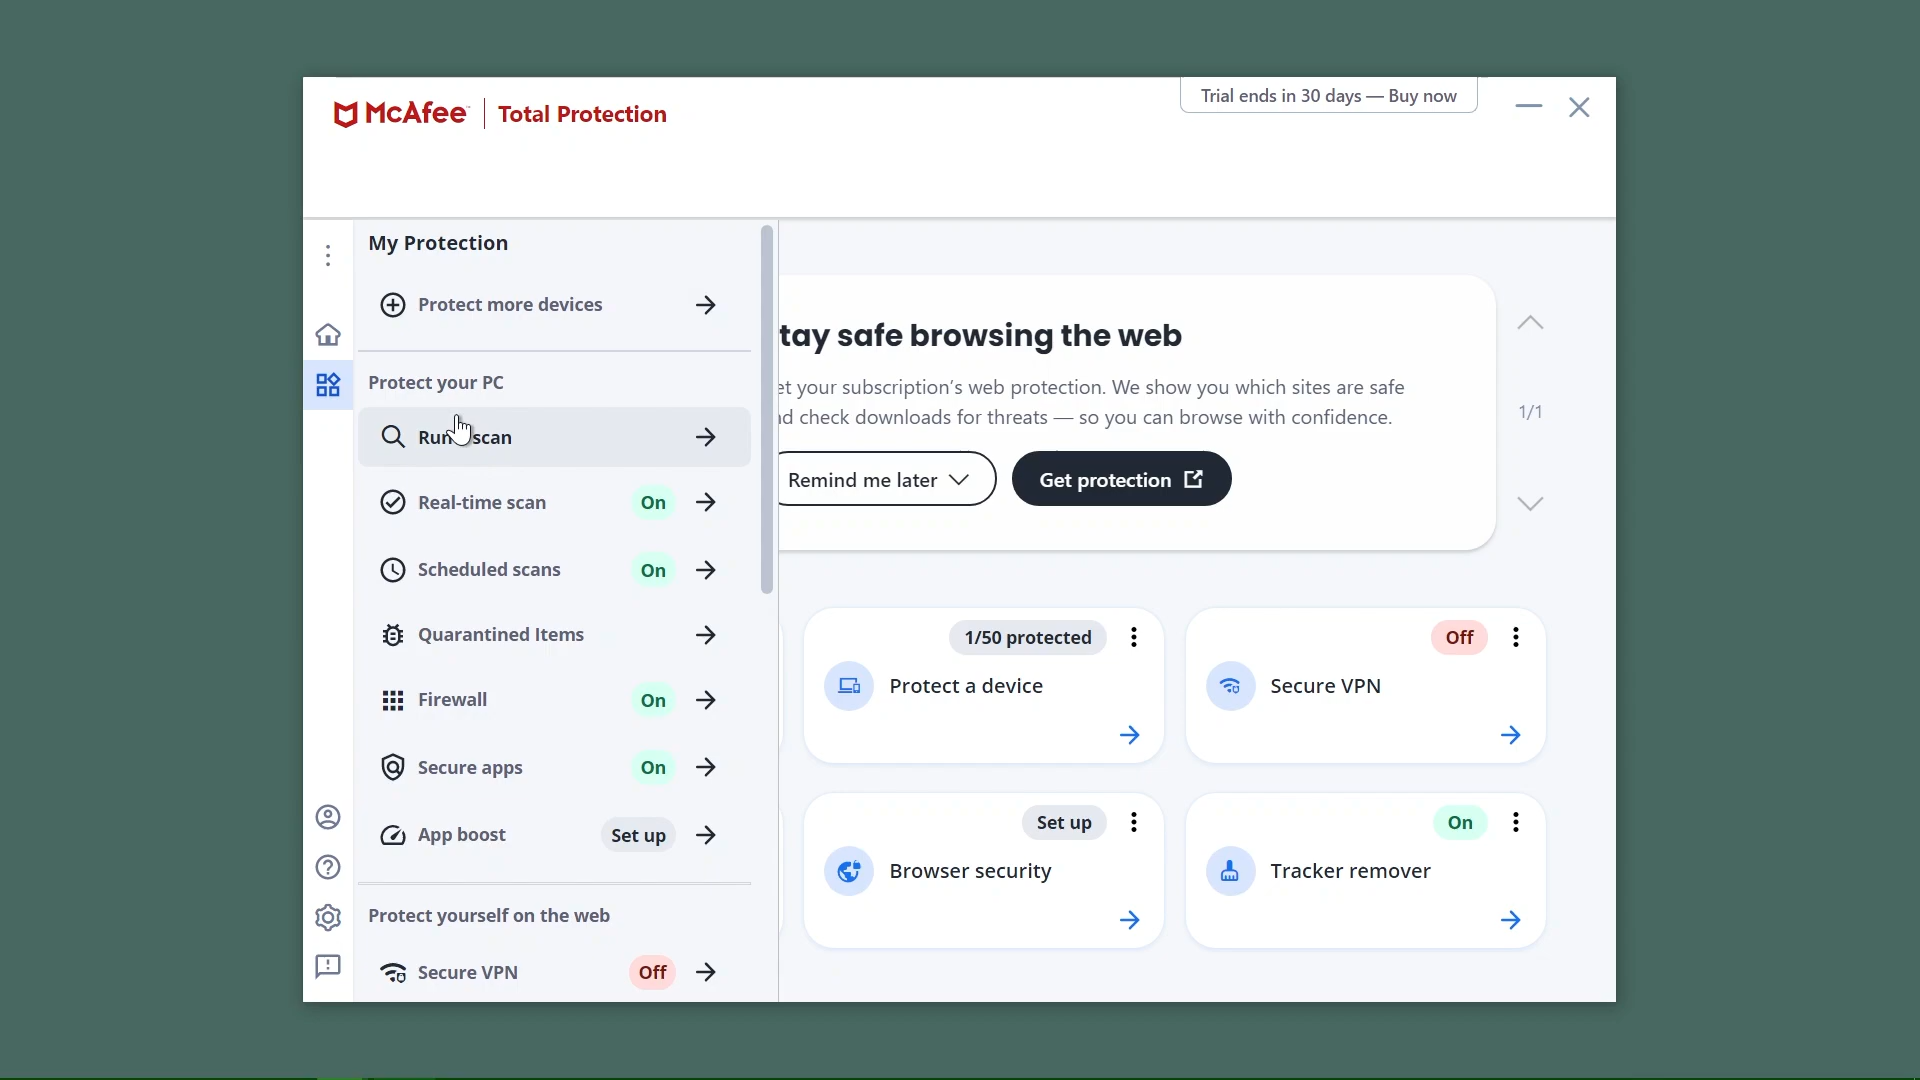 McAfee™ | Total Protection
Trial ends in 30 days — Buy now
My Protection
Protect more devices
Protect your PC
Run scan
Real-time scan On
Scheduled scans On
Quarantined Items
Firewall On
Secure apps On
App boost Set up
Protect yourself on the web
Secure VPN Off
tay safe browsing the web
et your subscription's web protection. We show you which sites are safe
d check downloads for threats — so you can browse with confidence.
Remind me later
Get protection
1/1
1/50 protected
Protect a device
Off
Secure VPN
Set up
Browser security
On
Tracker remover